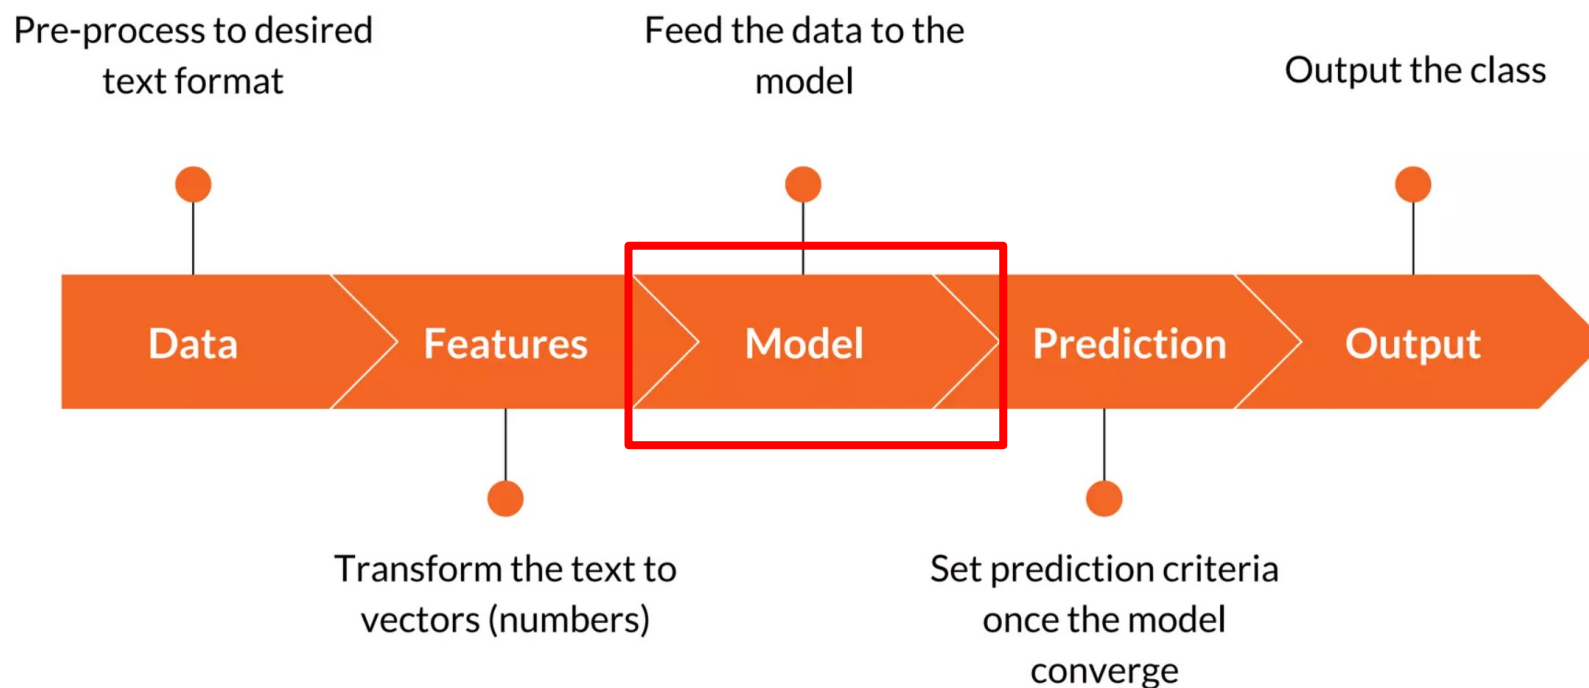 Pre-process to desired
text format
Feed the data to the
model
Output the class
Data
Features
Model
Prediction
Output
Transform the text to
vectors (numbers)
Set prediction criteria
once the model
converge